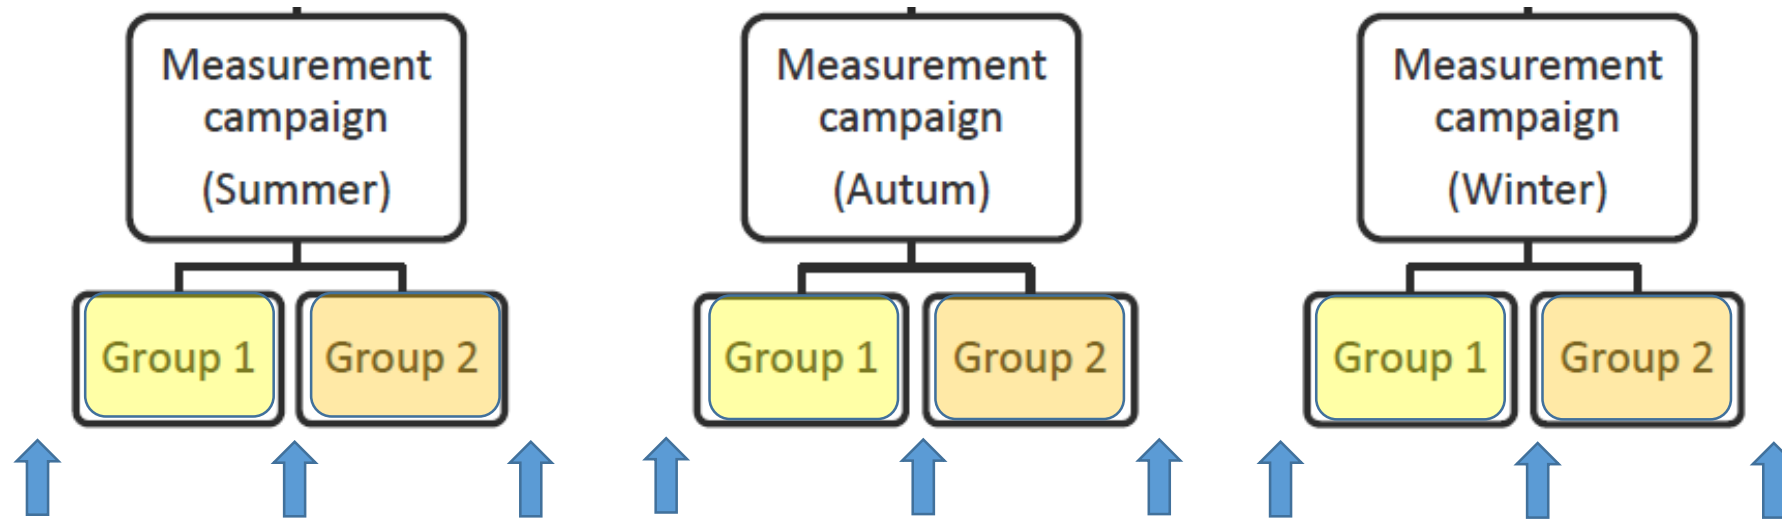 Measurement
campaign
(Summer)
Group 1
Group 2
Measurement
campaign
(Autum)
Group 1
Group 2
Measurement
campaign
(Winter)
Group 1
Group 2